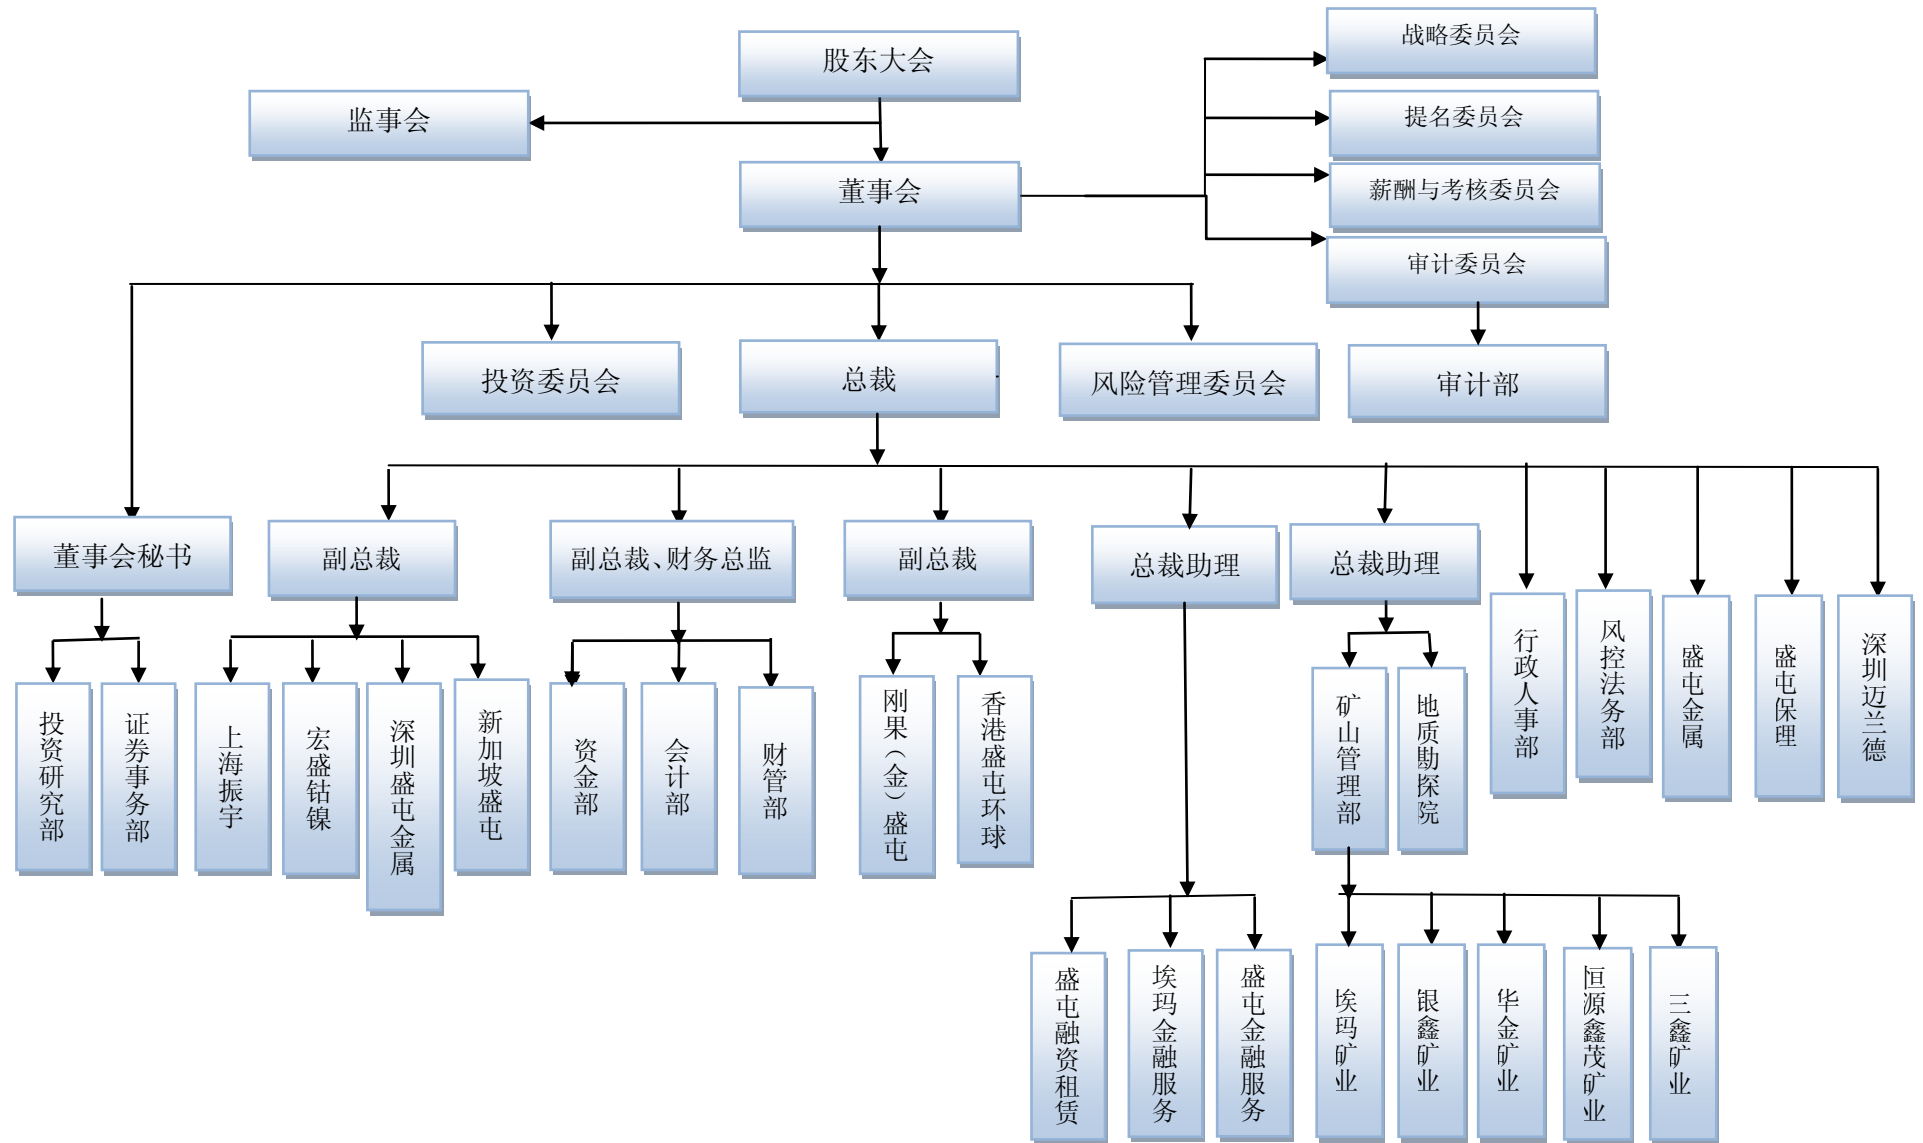 股东大会
监事会
董事会
战略委员会
提名委员会
薪酬与考核委员会
审计委员会
投资委员会
总裁
风险管理委员会
审计部
董事会秘书
副总裁
副总裁、财务总监
副总裁
总裁助理
总裁助理
行政人事部
风控法务部
盛屯金属
盛屯保理
深圳迈兰德
投资研究部
证券事务部
上海振宇
宏盛钴镍
深圳盛屯金属
新加坡盛屯
资金部
会计部
财管部
刚果（金）盛屯
香港盛屯环球
矿山管理部
地质勘探院
盛屯融资租赁
埃玛金融服务
盛屯金融服务
埃玛矿业
银鑫矿业
华金矿业
恒源鑫茂矿业
三鑫矿业